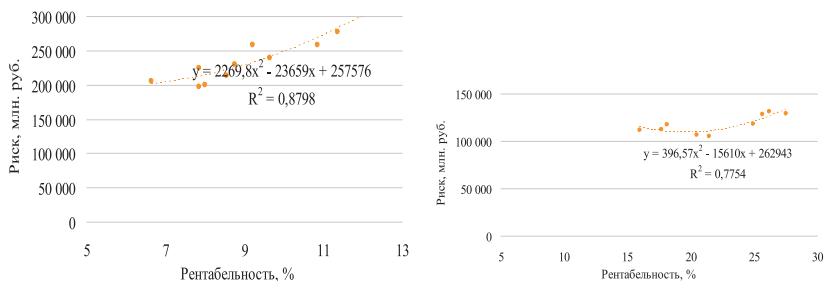 Риск, млн. руб.
300 000
250 000
200 000
150 000
100 000
50 000
0
y = 2269,8x² - 23659x + 257576
R² = 0,8798
5 7 9 11 13
Рентабельность, %
Риск, млн. руб.
150 000
100 000
50 000
0
y = 396,57x² - 15610x + 262943
R² = 0,7754
5 10 15 20 25 30
Рентабельность, %